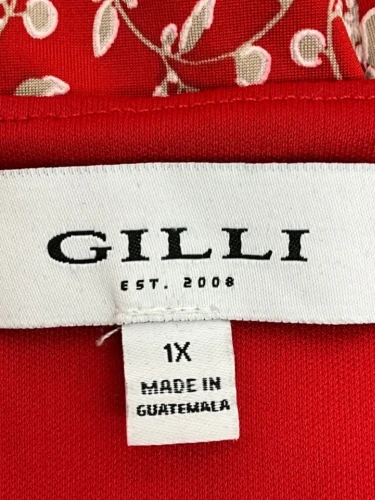 GILLI
EST. 2008
1X
MADE IN
GUATEMALA